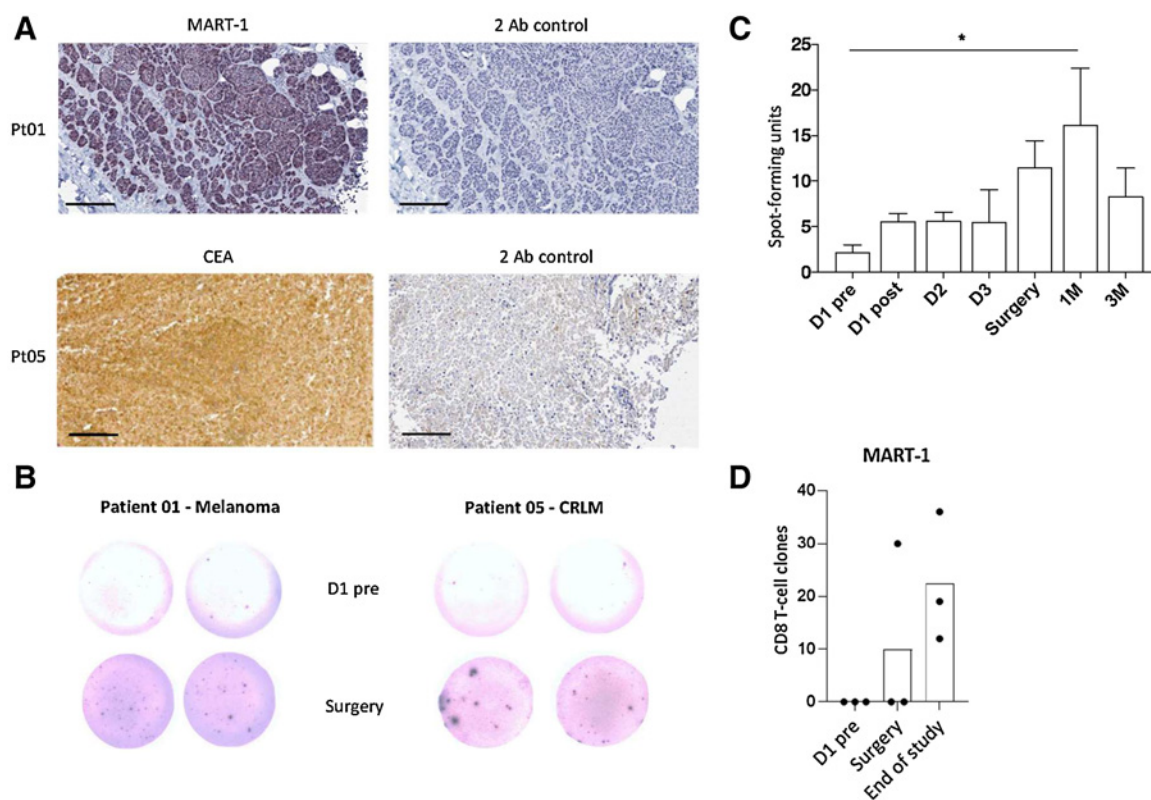 A
MART-1
2 Ab control
Pt01
CEA
2 Ab control
Pt05
B
Patient 01 - Melanoma
Patient 05 - CRLM
D1 pre
Surgery
C
*
25
20
15
10
5
0
Spot-forming units
D1 pre
D1 post
D2
D3
Surgery
1M
3M
D
MART-1
40
30
20
10
0
CD8 T-cell clones
D1 pre
Surgery
End of study